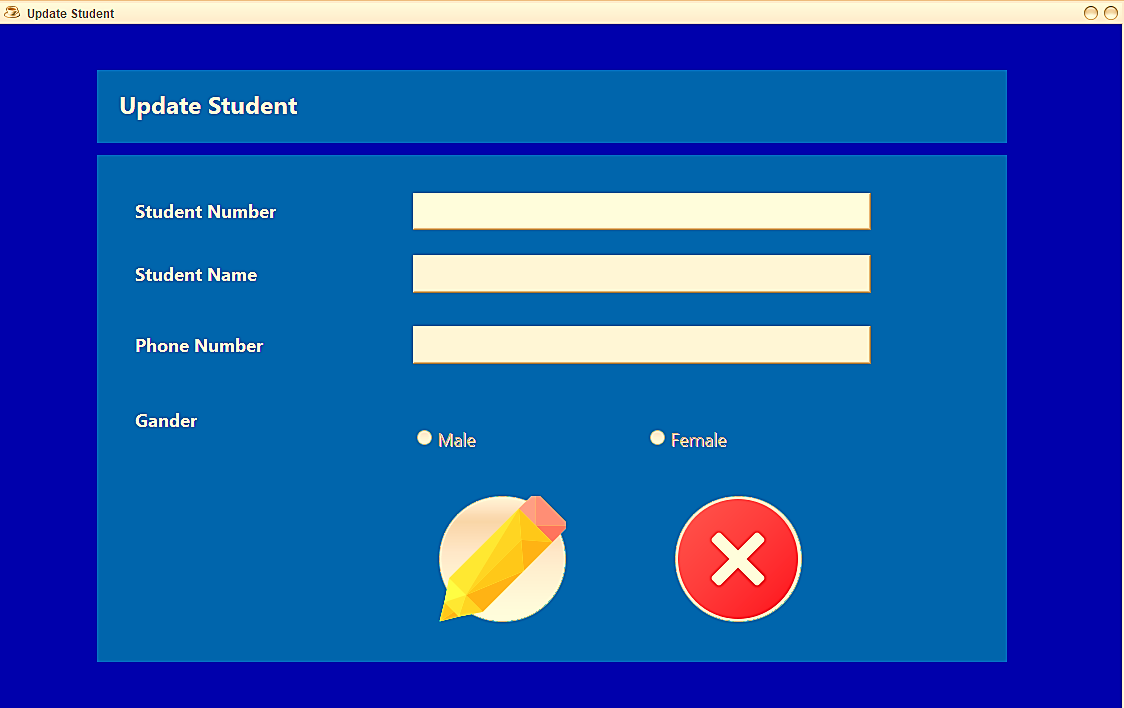 Update Student
Update Student
Student Number
Student Name
Phone Number
Gander
Male
Female